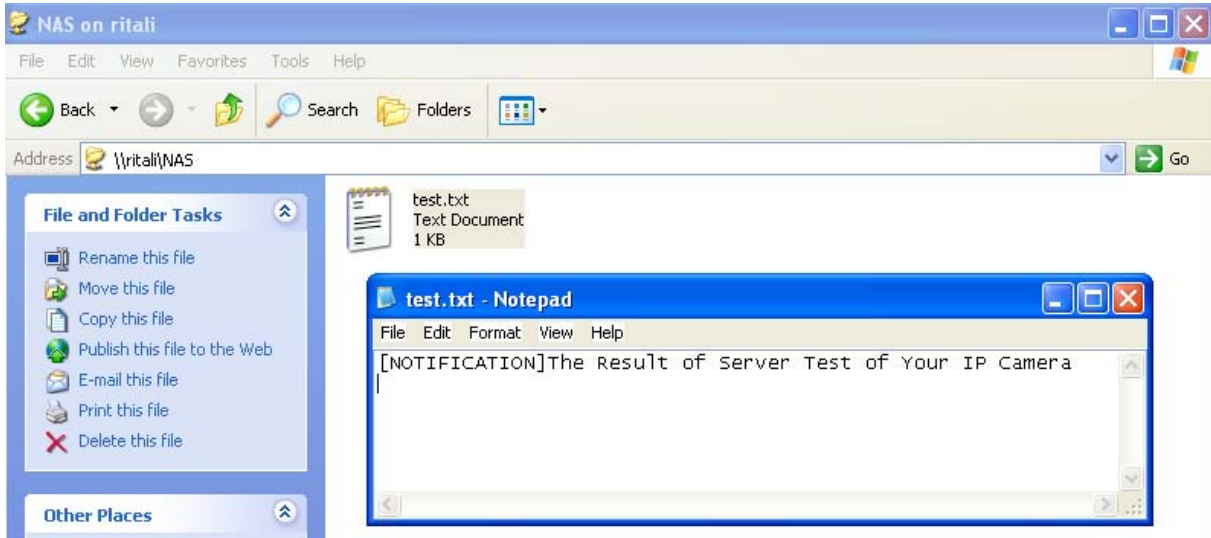 NAS on ritali
File Edit View Favorites Tools Help
Back Search Folders
Address \\ritali\NAS Go
File and Folder Tasks
Rename this file
Move this file
Copy this file
Publish this file to the Web
E-mail this file
Print this file
Delete this file
Other Places
test.txt
Text Document
1 KB
test.txt - Notepad
File Edit Format View Help
[NOTIFICATION]The Result of Server Test of Your IP Camera